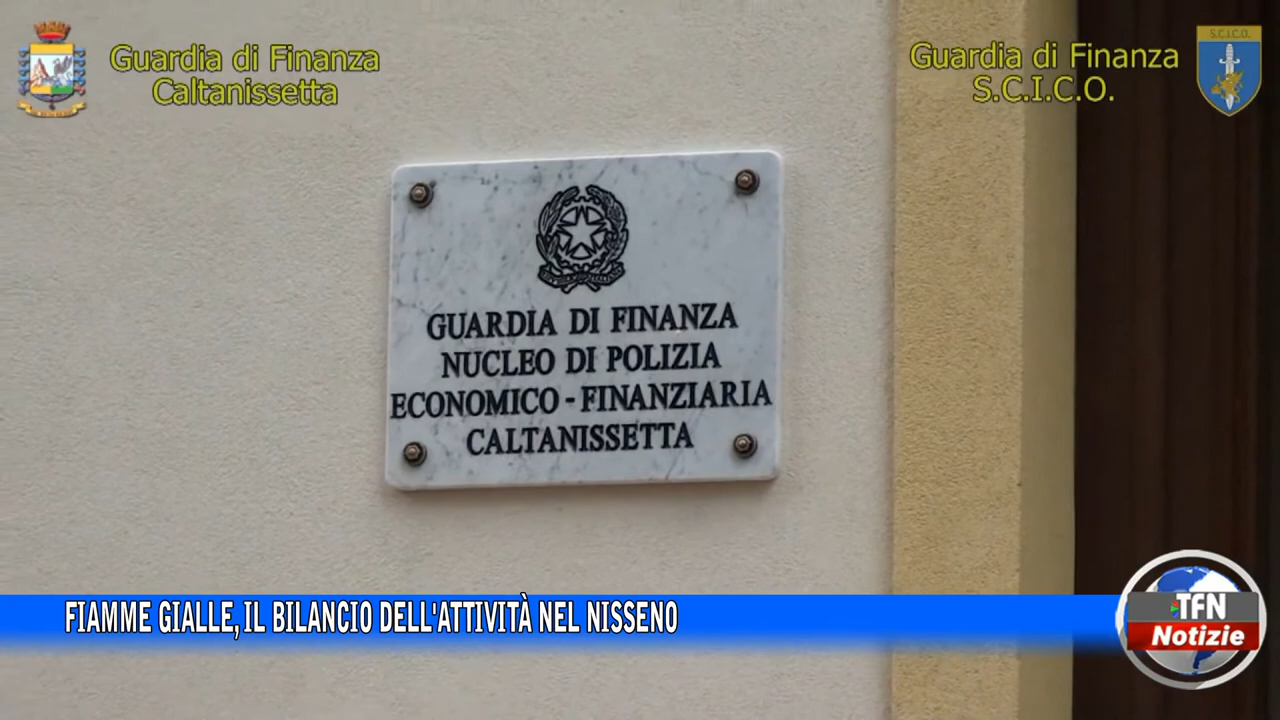 Guardia di Finanza
Caltanissetta
Guardia di Finanza
S.C.I.C.O.
S.C.I.C.O.
GUARDIA DI FINANZA
NUCLEO DI POLIZIA
ECONOMICO - FINANZIARIA
CALTANISSETTA
FIAMME GIALLE, IL BILANCIO DELL'ATTIVITÀ NEL NISSENO
TFN
Notizie